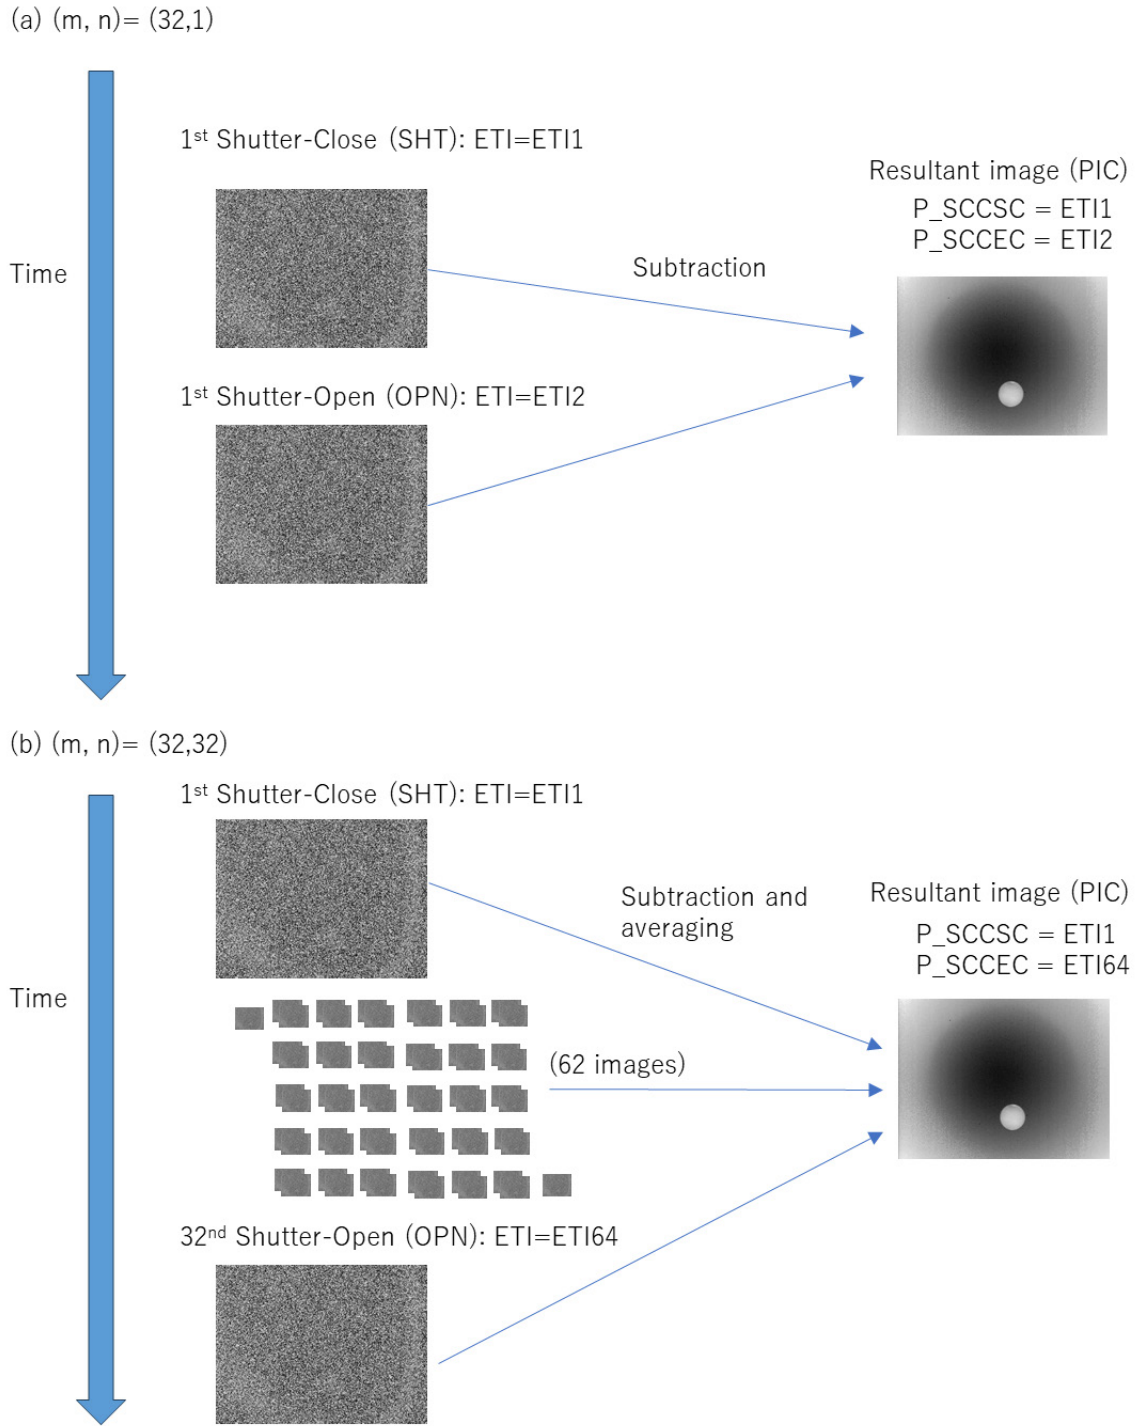 (a) (m, n)= (32,1)
1st Shutter-Close (SHT): ETI=ETI1
Resultant image (PIC)
P_SCCSC = ETI1
P_SCCEC = ETI2
Time
Subtraction
1st Shutter-Open (OPN): ETI=ETI2
(b) (m, n)= (32,32)
1st Shutter-Close (SHT): ETI=ETI1
Subtraction and
averaging
Resultant image (PIC)
P_SCCSC = ETI1
P_SCCEC = ETI64
Time
(62 images)
32nd Shutter-Open (OPN): ETI=ETI64